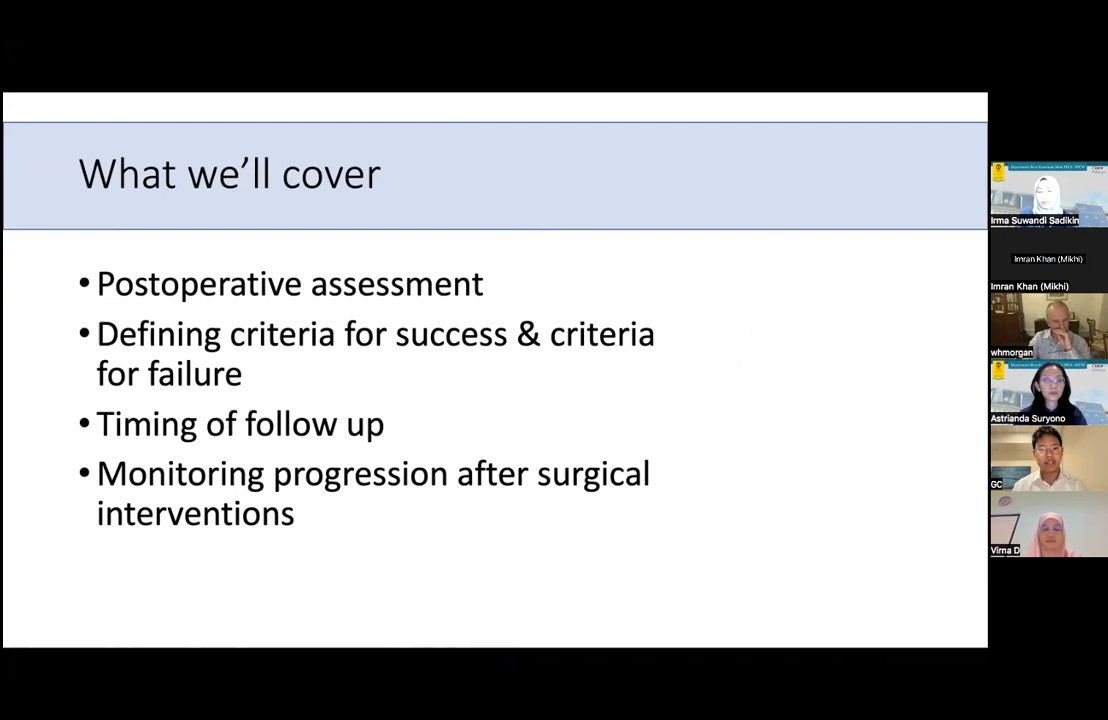 What we'll cover
• Postoperative assessment
• Defining criteria for success & criteria
for failure
• Timing of follow up
• Monitoring progression after surgical
interventions
Irma Suwandi Sadikin
Imran Khan (Mikhi)
Imran Khan (Mikhi)
whmorgan
Astrianda Suryono
GC
Virna D